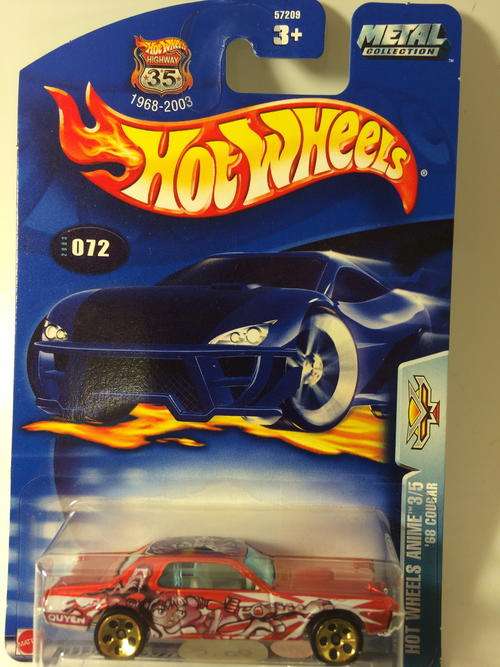 57209
3+
METAL
COLLECTION
Hot Wheels
HIGHWAY
35
1968-2003
HOT WHEELS
®
2003
072
HOT WHEELS ANIME™ 3/5
'68 COUGAR
QUYEN